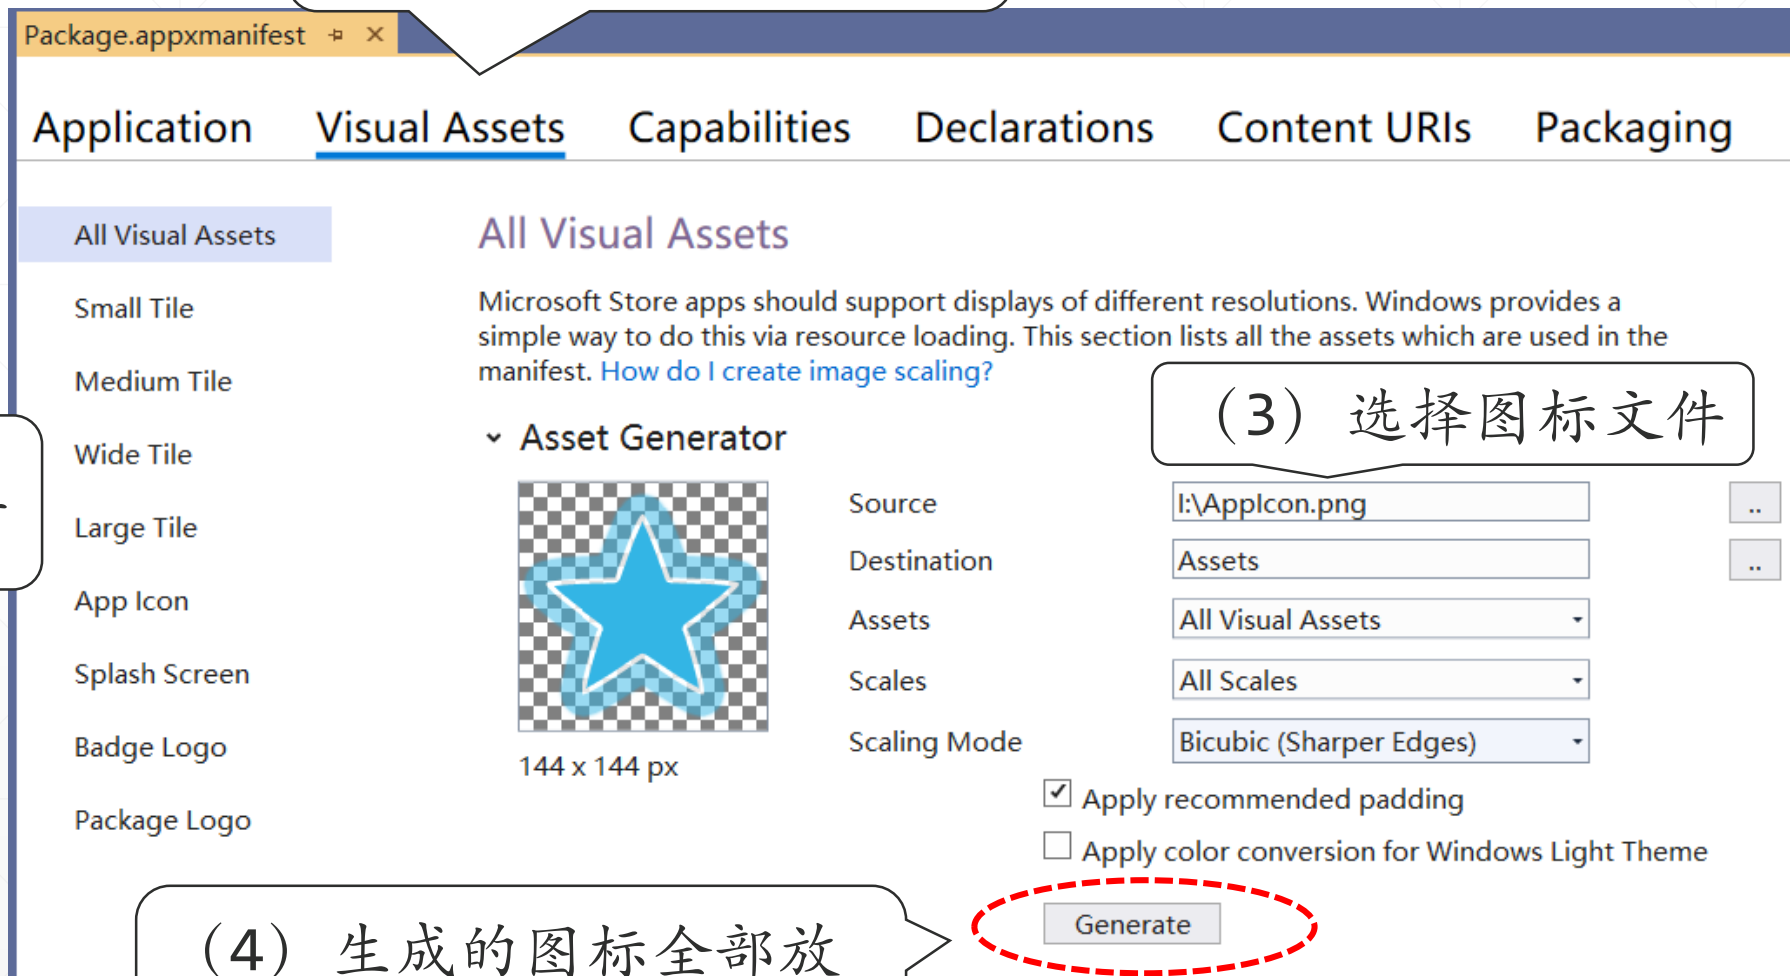 Package.appxmanifest
Application Visual Assets Capabilities Declarations Content URIs Packaging
All Visual Assets
Small Tile
Medium Tile
Wide Tile
Large Tile
App Icon
Splash Screen
Badge Logo
Package Logo
All Visual Assets
Microsoft Store apps should support displays of different resolutions. Windows provides a
simple way to do this via resource loading. This section lists all the assets which are used in the
manifest. How do I create image scaling?
（3）选择图标文件
Asset Generator
144 x 144 px
Source I:\AppIcon.png ..
Destination Assets ..
Assets All Visual Assets
Scales All Scales
Scaling Mode Bicubic (Sharper Edges)
Apply recommended padding
Apply color conversion for Windows Light Theme
Generate
（4）生成的图标全部放